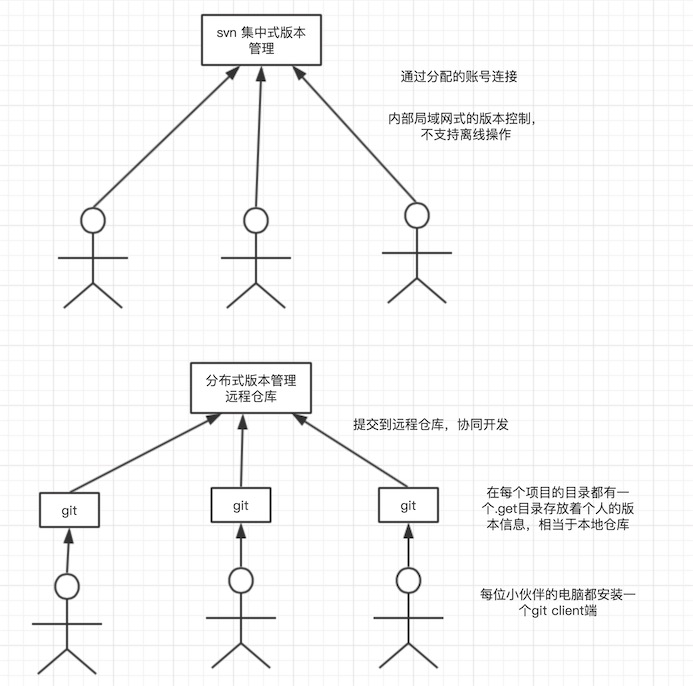 svn 集中式版本
管理
通过分配的账号连接
内部局域网式的版本控制，
不支持离线操作
分布式版本管理
远程仓库
提交到远程仓库，协同开发
git
git
git
在每个项目的目录都有一
个.get目录存放着个人的版
本信息，相当于本地仓库
每位小伙伴的电脑都安装一
个git client端